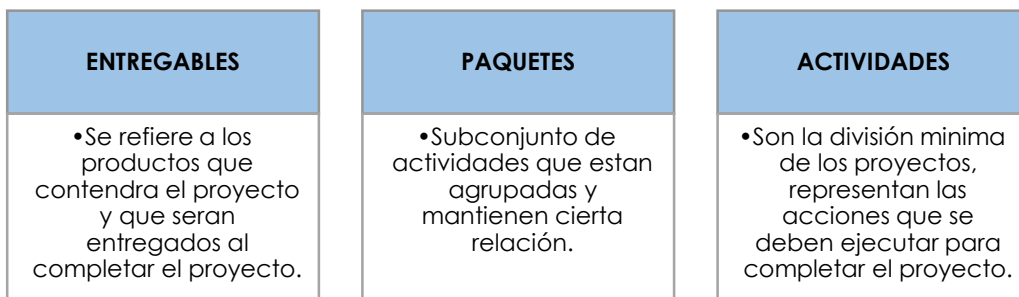 ENTREGABLES
•Se refiere a los
productos que
contendra el proyecto
y que seran
entregados al
completar el proyecto.
PAQUETES
•Subconjunto de
actividades que estan
agrupadas y
mantienen cierta
relación.
ACTIVIDADES
•Son la división minima
de los proyectos,
representan las
acciones que se
deben ejecutar para
completar el proyecto.